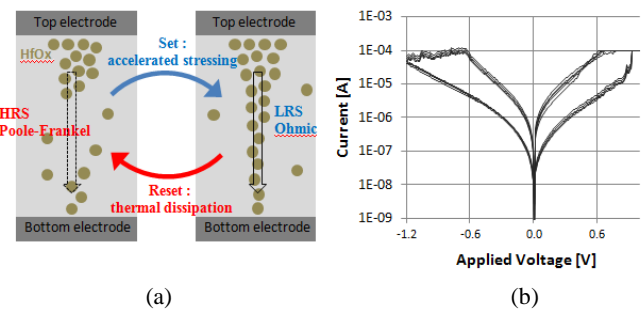 Top electrode
HfOx
HRS
Poole-Frankel
Bottom electrode
Set :
accelerated stressing
Reset :
thermal dissipation
Top electrode
LRS
Ohmic
Bottom electrode
(a)
Current [A]
1E-03
1E-04
1E-05
1E-06
1E-07
1E-08
1E-09
-1.2 -0.6 0.0 0.6
Applied Voltage [V]
(b)